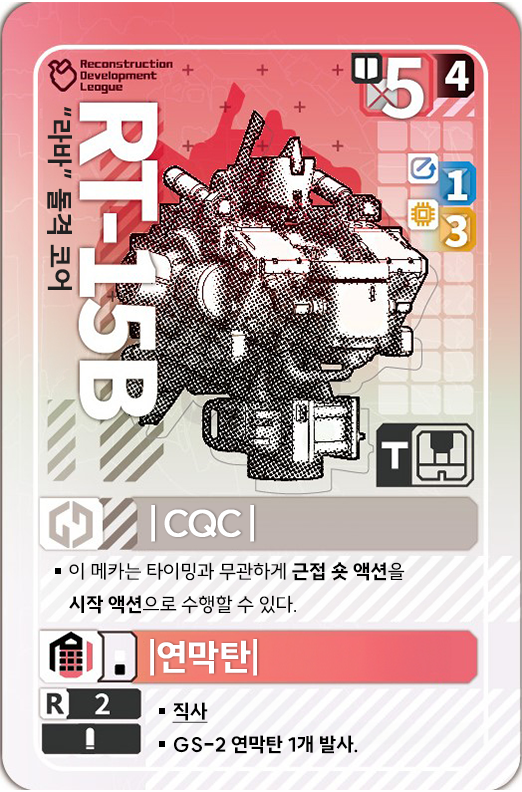 Reconstruction
Development
League
5
4
RT-15B
"라바" 돌격 코어
1
3
T
|CQC|
▪ 이 메카는 타이밍과 무관하게 근접 숏 액션을
시작 액션으로 수행할 수 있다.
|연막탄|
R 2
▪ 직사
▪ GS-2 연막탄 1개 발사.